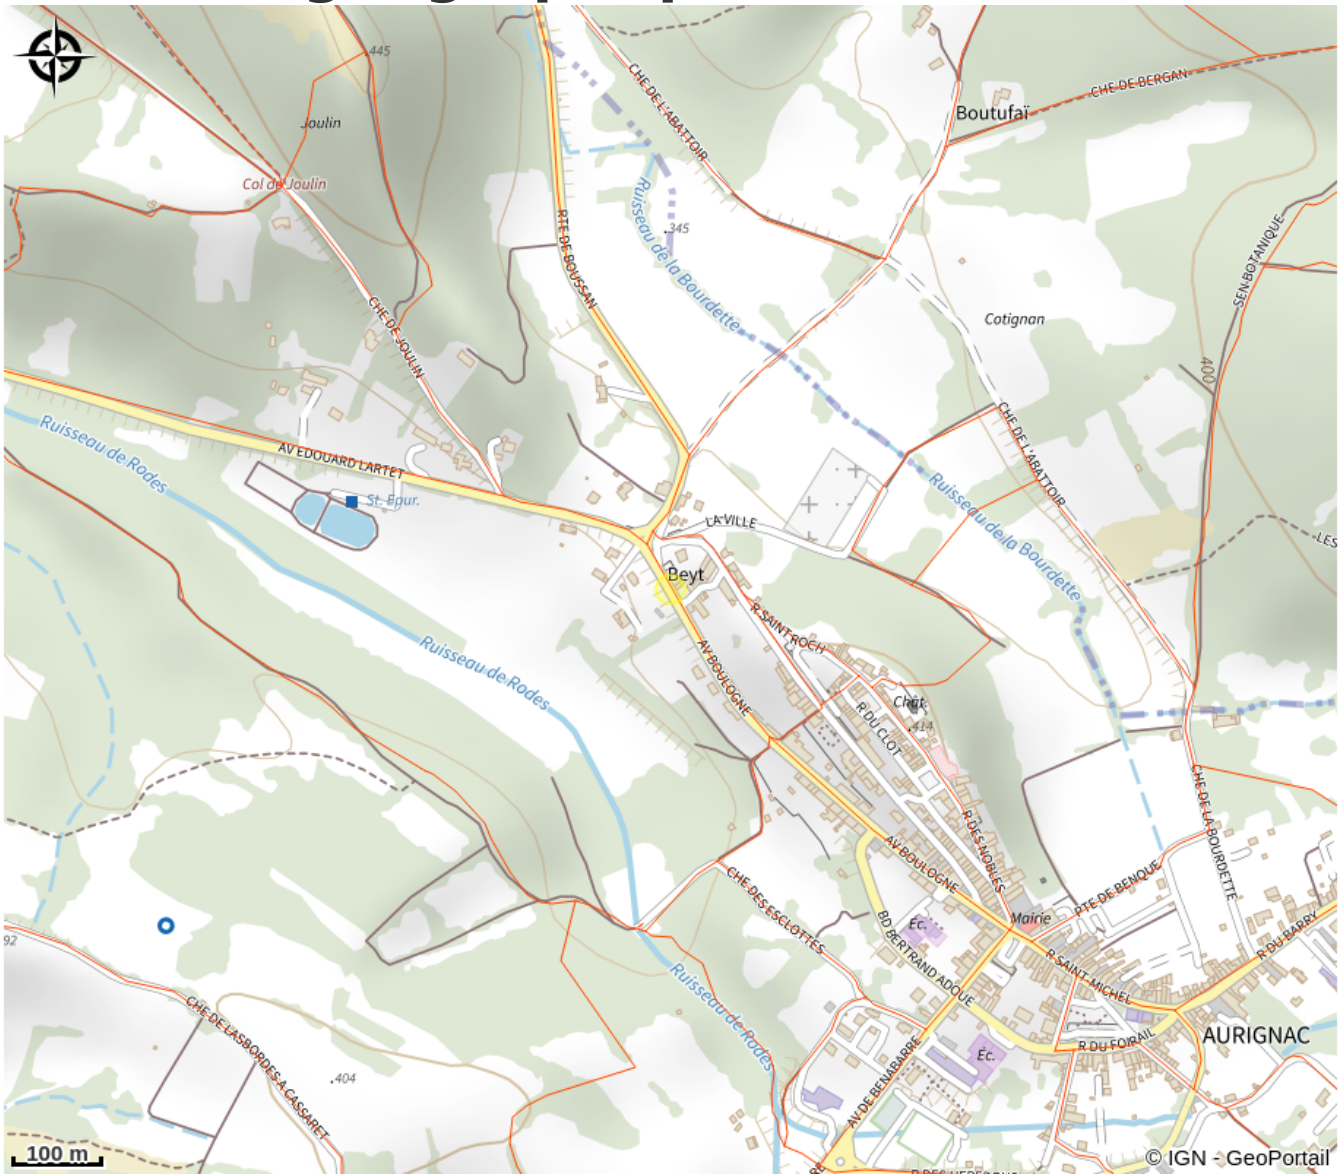 445
CHE DE L'ABATTOIR
CHE DE BERGAN
Boutufaï
Joulin
Col de Joulin
Ruisseau de la Bourdette
.345
RTE DE BOUSSAN
SEN BOTANIQUE
Cotignan
CHE DE JOULIN
400
CHE DE L'ABATTOIR
Ruisseau de Rodes
AV EDOUARD LARTET
St. Epur.
Ruisseau de la Bourdette
LA VILLE
LES
Beyt
R SAINT-ROCH
Ruisseau de Rodes
AV BOULOGNE
Chât.
.414
R DU CLOT
CHE DE LA BOURDETTE
R DES NOBLES
AV BOULOGNE
PTE DE BENQUE
CHE DES ESCLOTTES
Mairie
Éc.
BD BERTRAND ADOUE
R DU BARRY
92
R SAINT-MICHEL
Ruisseau de Rodes
CHE DE LASBORDES A CASSARET
AURIGNAC
R DU FOIRAIL
Éc.
.404
AV DE BENABARRE
100 m
© IGN - GeoPortail